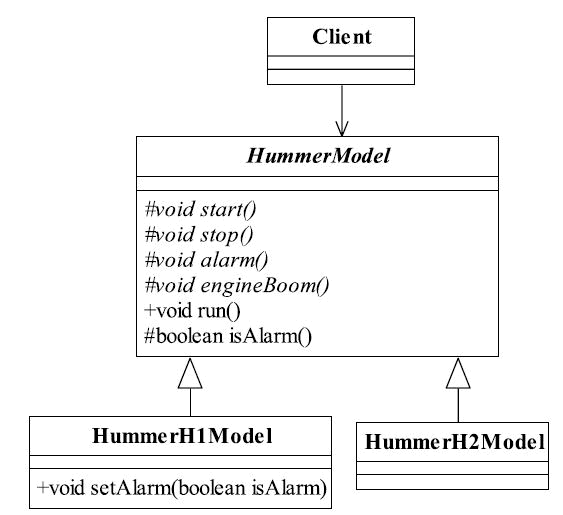 Client
HummerModel
#void start()
#void stop()
#void alarm()
#void engineBoom()
+void run()
#boolean isAlarm()
HummerH1Model
+void setAlarm(boolean isAlarm)
HummerH2Model